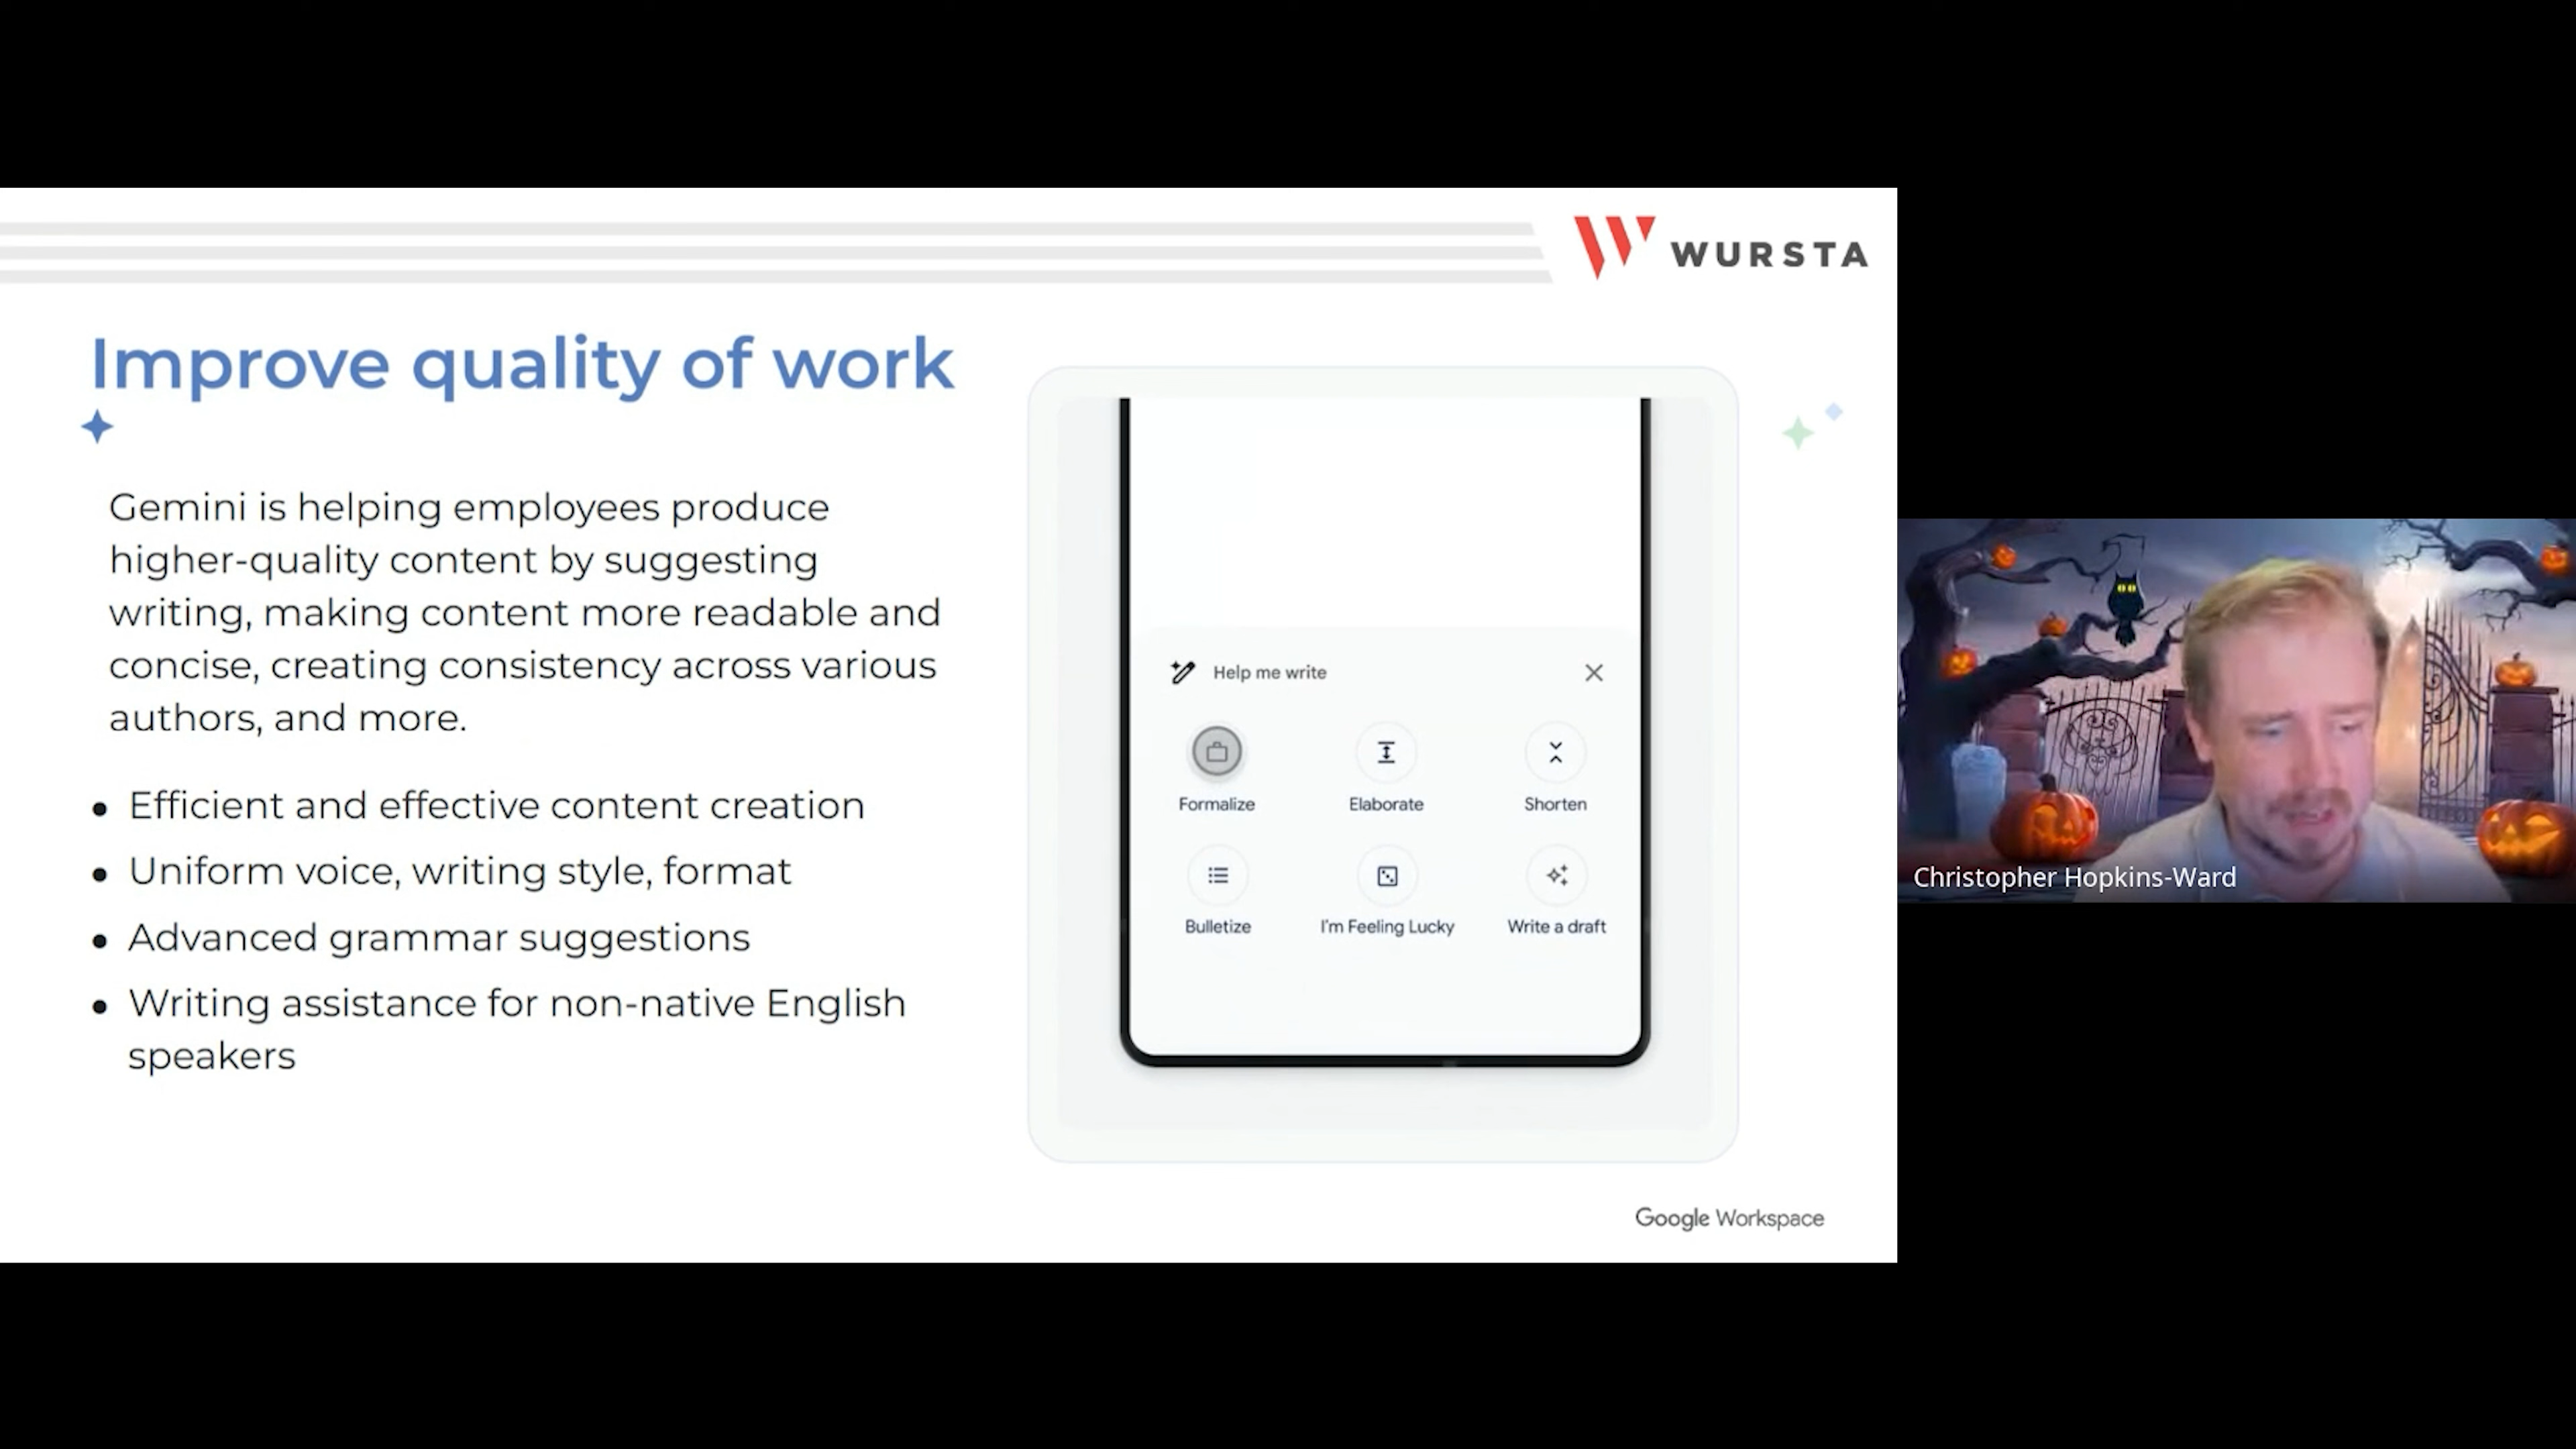 WURSTA
Improve quality of work
Gemini is helping employees produce
higher-quality content by suggesting
writing, making content more readable and
concise, creating consistency across various
authors, and more.
• Efficient and effective content creation
• Uniform voice, writing style, format
• Advanced grammar suggestions
• Writing assistance for non-native English
speakers
Help me write
Formalize Elaborate Shorten
Bulletize I'm Feeling Lucky Write a draft
Google Workspace
Christopher Hopkins-Ward